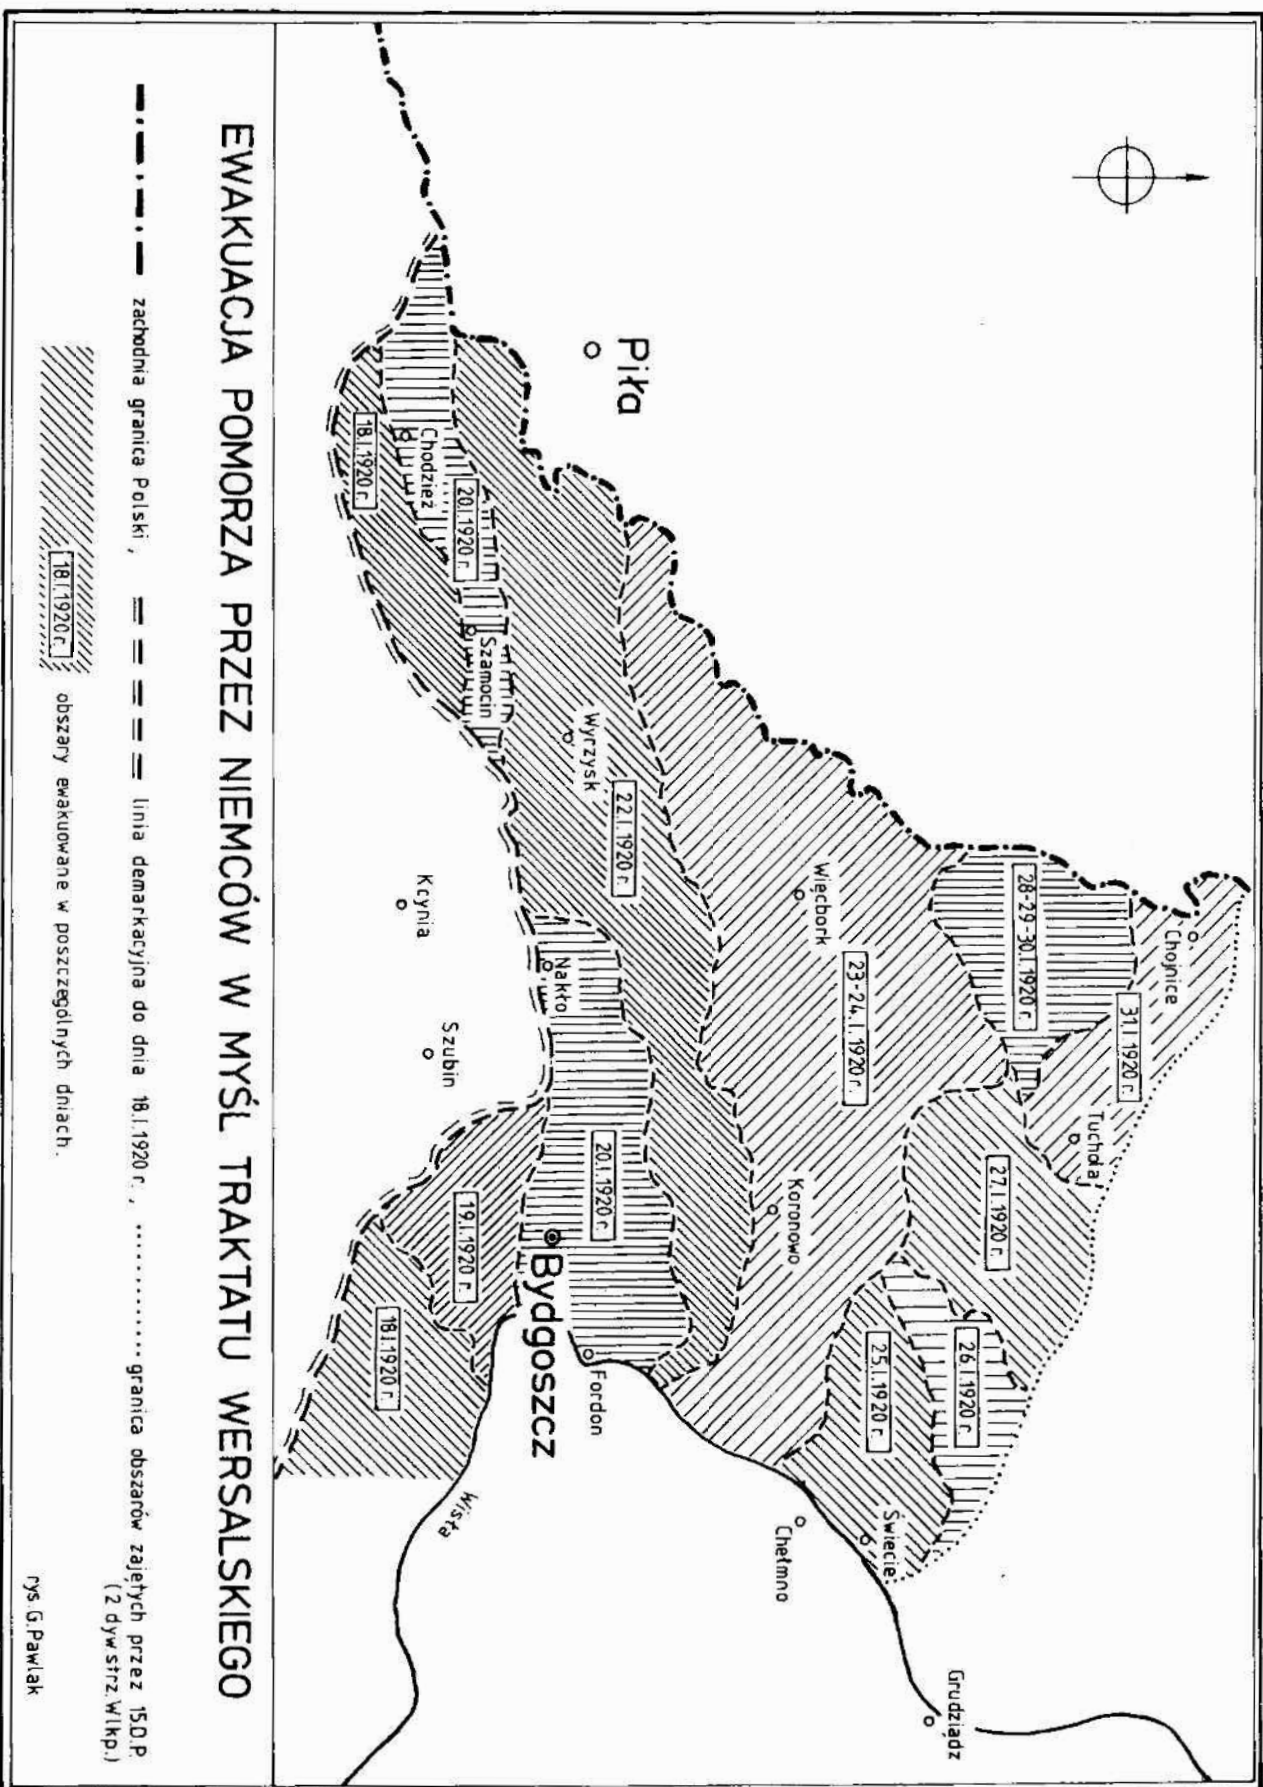 Piła
Chojnice
31.I.1920 r.
28-29-30.I.1920 r.
Tuchola
27.I.1920 r.
Więcbork
23-24.I.1920 r.
26.I.1920 r.
25.I.1920 r.
Koronowo
Świecie
Chełmno
Grudziądz
Wyrzysk
22.I.1920 r.
Chodzież
20.I.1920 r.
18.I.1920 r.
Szamocin
Nakło
20.I.1920 r.
Bydgoszcz
Fordon
Kcynia
Szubin
19.I.1920 r.
18.I.1920 r.
Wisła
EWAKUACJA POMORZA PRZEZ NIEMCÓW W MYŚL TRAKTATU WERSALSKIEGO
zachodnia granica Polski, linia demarkacyjna do dnia 18.I.1920 r., granica obszarów zajętych przez 15.D.P.
(2 dyw.strz.Wlkp.)
18.I.1920 r. obszary ewakuowane w poszczególnych dniach.
rys. G.Pawlak